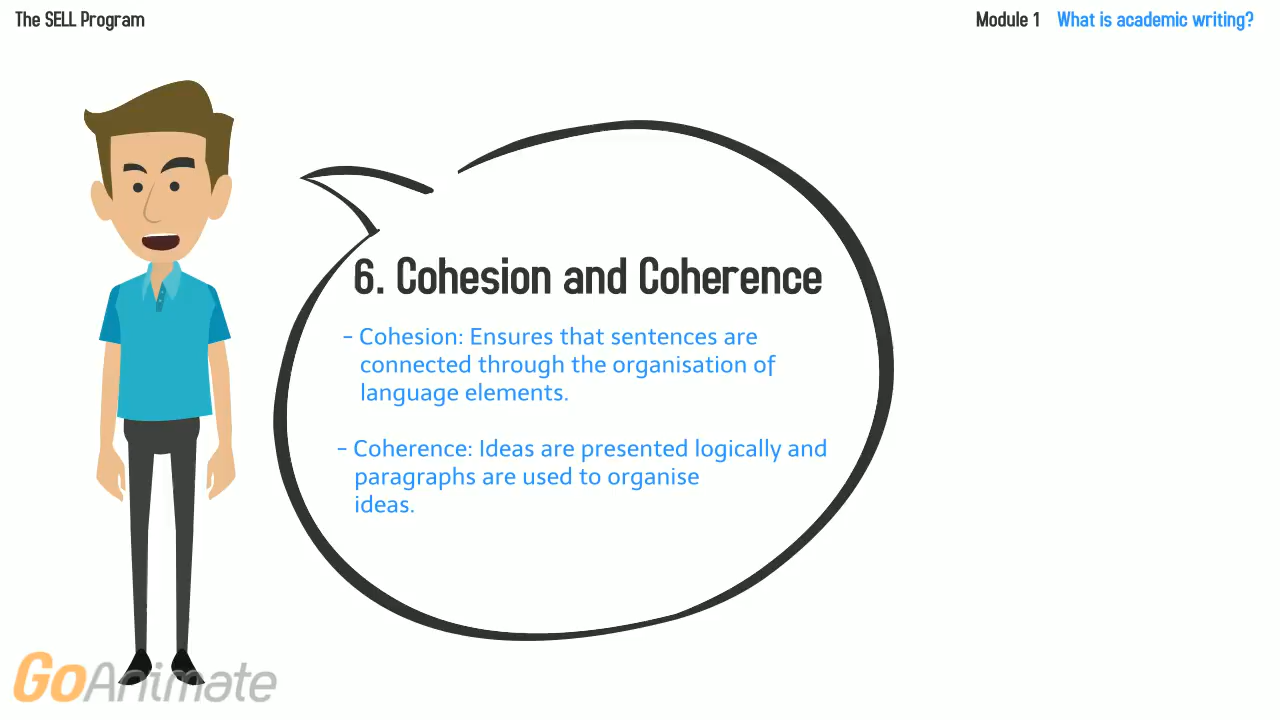 The SELL Program
Module 1 What is academic writing?
6. Cohesion and Coherence
- Cohesion: Ensures that sentences are
connected through the organisation of
language elements.
- Coherence: Ideas are presented logically and
paragraphs are used to organise
ideas.
GoAnimate